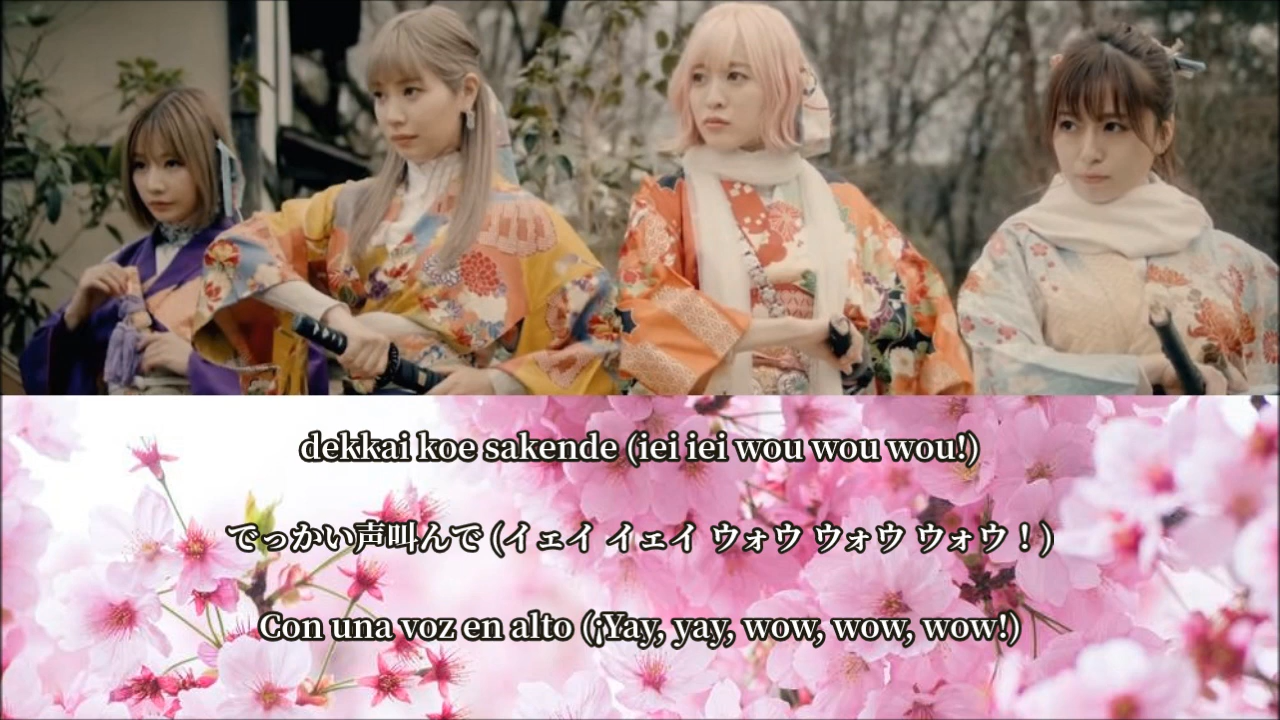 dekkai koe sakende (iei iei wou wou wou!)
でっかい声叫んで (イェイ イェイ ウォウ ウォウ ウォウ！)
Con una voz en alto (¡Yay, yay, wow, wow, wow!)